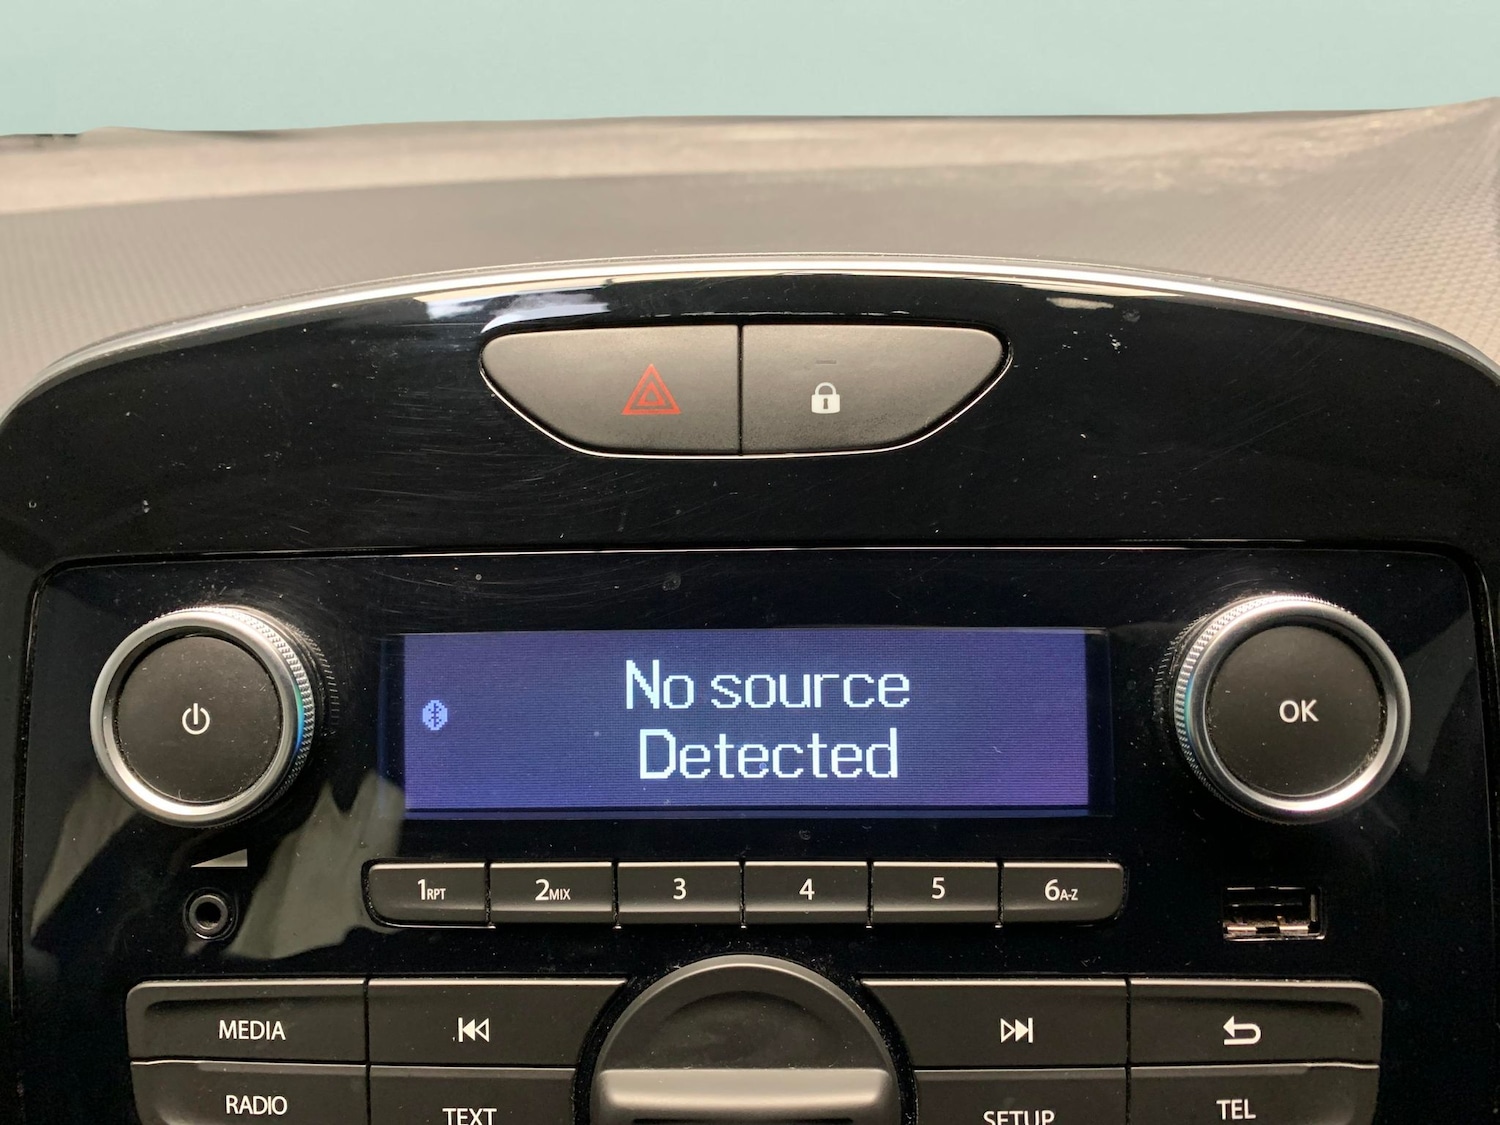 No source
Detected
OK
1RPT
2MIX
3
4
5
6A-Z
MEDIA
RADIO
TEXT
SETUP
TEL